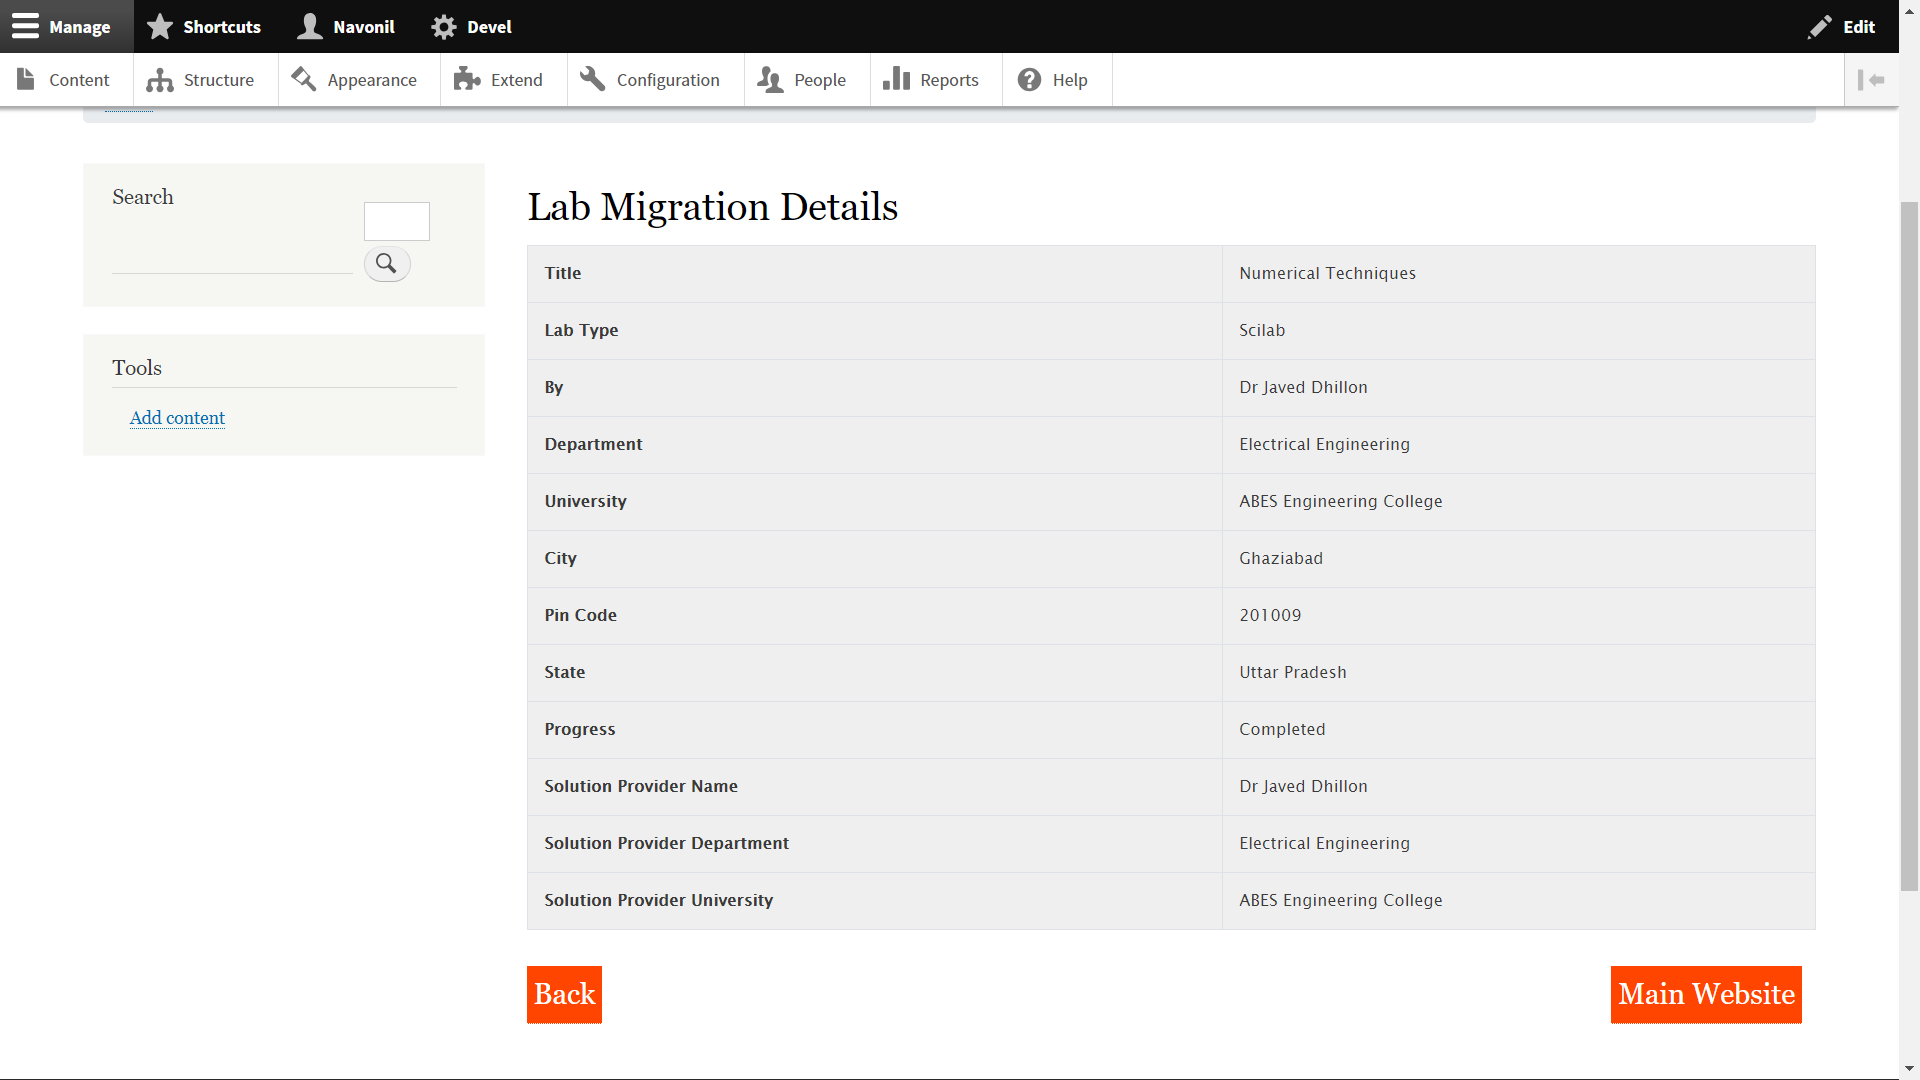 Manage Shortcuts Navonil Devel Edit
Content Structure Appearance Extend Configuration People Reports Help
Search
Tools
Add content
Lab Migration Details
Title Numerical Techniques
Lab Type Scilab
By Dr Javed Dhillon
Department Electrical Engineering
University ABES Engineering College
City Ghaziabad
Pin Code 201009
State Uttar Pradesh
Progress Completed
Solution Provider Name Dr Javed Dhillon
Solution Provider Department Electrical Engineering
Solution Provider University ABES Engineering College
Back Main Website